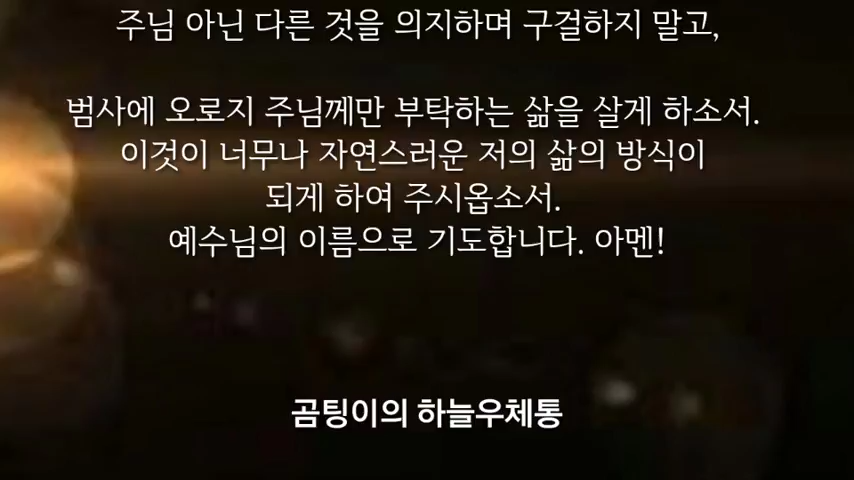 주님 아닌 다른 것을 의지하며 구걸하지 말고,
범사에 오로지 주님께만 부탁하는 삶을 살게 하소서.
이것이 너무나 자연스러운 저의 삶의 방식이
되게 하여 주시옵소서.
예수님의 이름으로 기도합니다. 아멘!
곰팅이의 하늘우체통